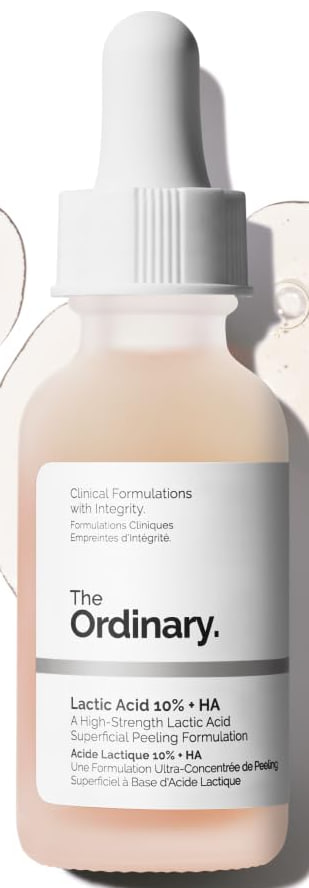 Clinical Formulations
with Integrity.
Formulations Cliniques
Empreintes d'Intégrité.
The
Ordinary.
Lactic Acid 10% + HA
A High-Strength Lactic Acid
Superficial Peeling Formulation
Acide Lactique 10% + HA
Une Formulation Ultra-Concentrée de Peeling
Superficiel à Base d'Acide Lactique